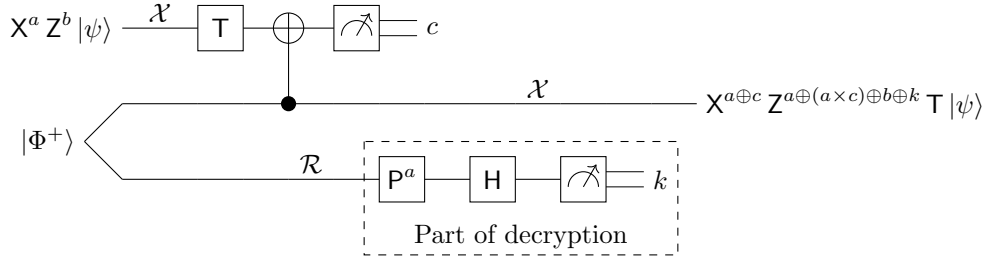 X^a Z^b |ψ⟩ 𝒳 T c
𝒳 X^{a⊕c} Z^{a⊕(a×c)⊕b⊕k} T |ψ⟩
|Φ^+⟩
ℛ P^a H k
Part of decryption